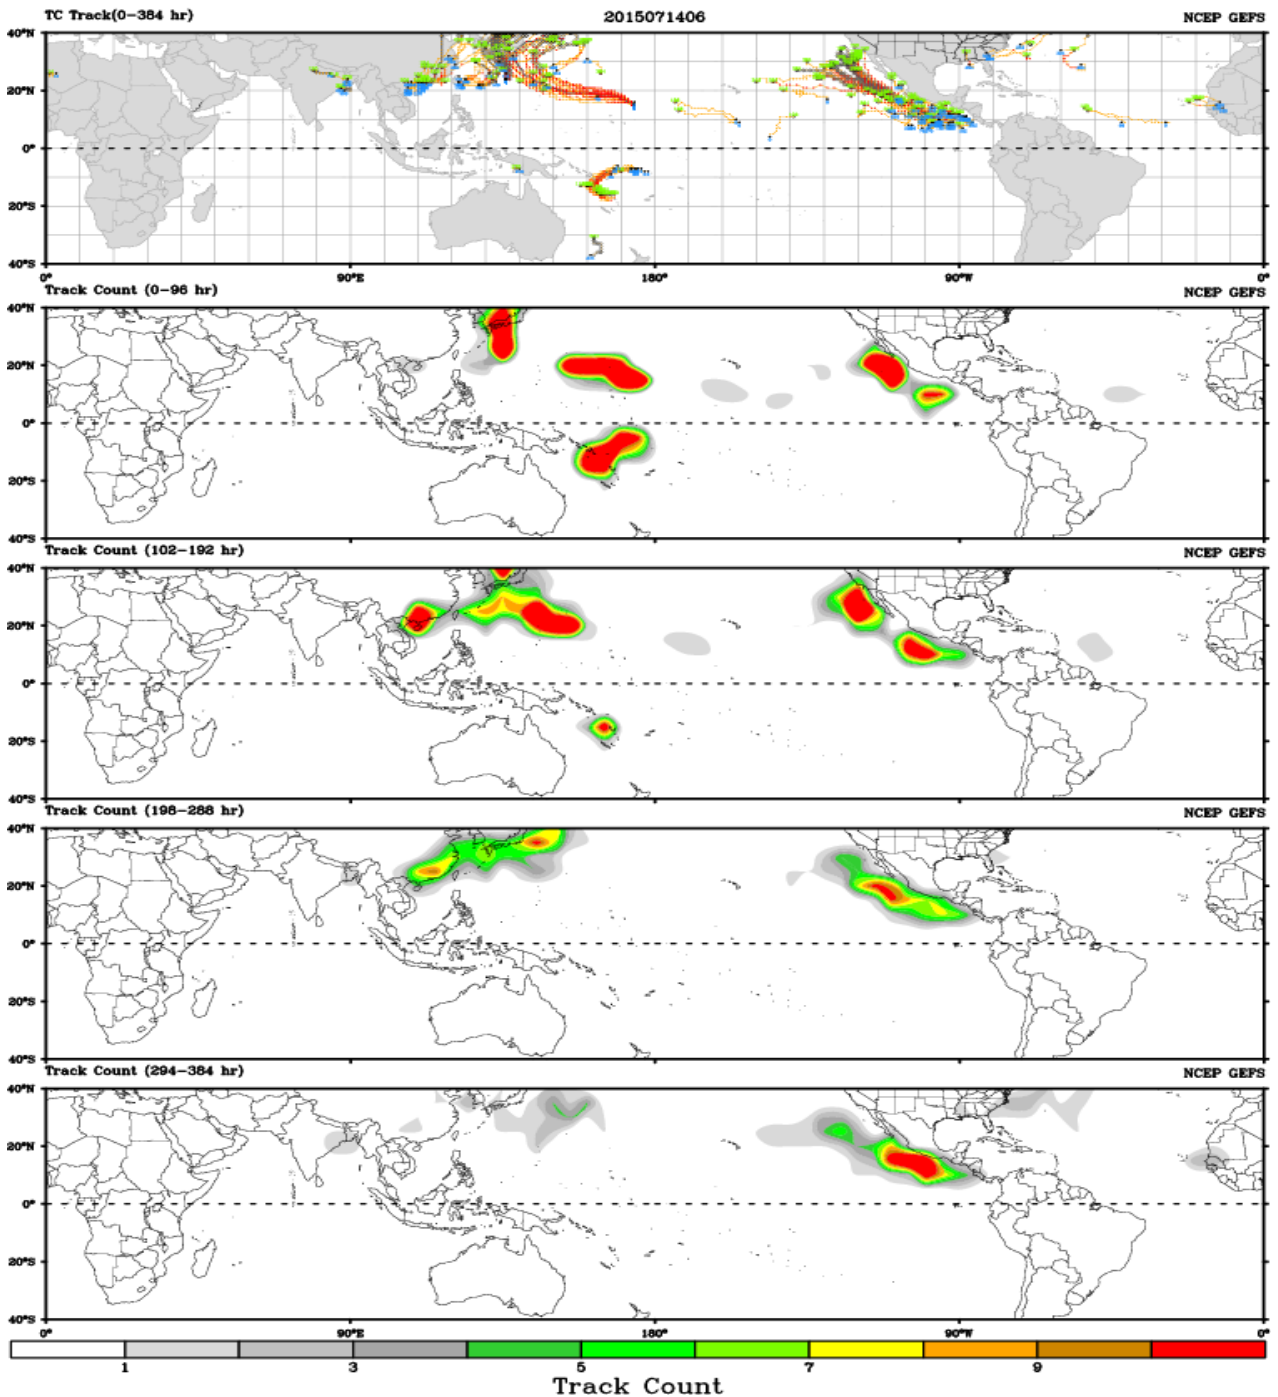 TC Track(0-384 hr) 2015071406 NCEP GEFS
40°N
20°N
0°
20°S
40°S
0° 90°E 180° 90°W 0°
Track Count (0-96 hr) NCEP GEFS
40°N
20°N
0°
20°S
40°S
Track Count (102-192 hr) NCEP GEFS
40°N
20°N
0°
20°S
40°S
Track Count (198-288 hr) NCEP GEFS
40°N
20°N
0°
20°S
40°S
Track Count (294-384 hr) NCEP GEFS
40°N
20°N
0°
20°S
40°S
0° 90°E 180° 90°W 0°
1 3 5 7 9
Track Count